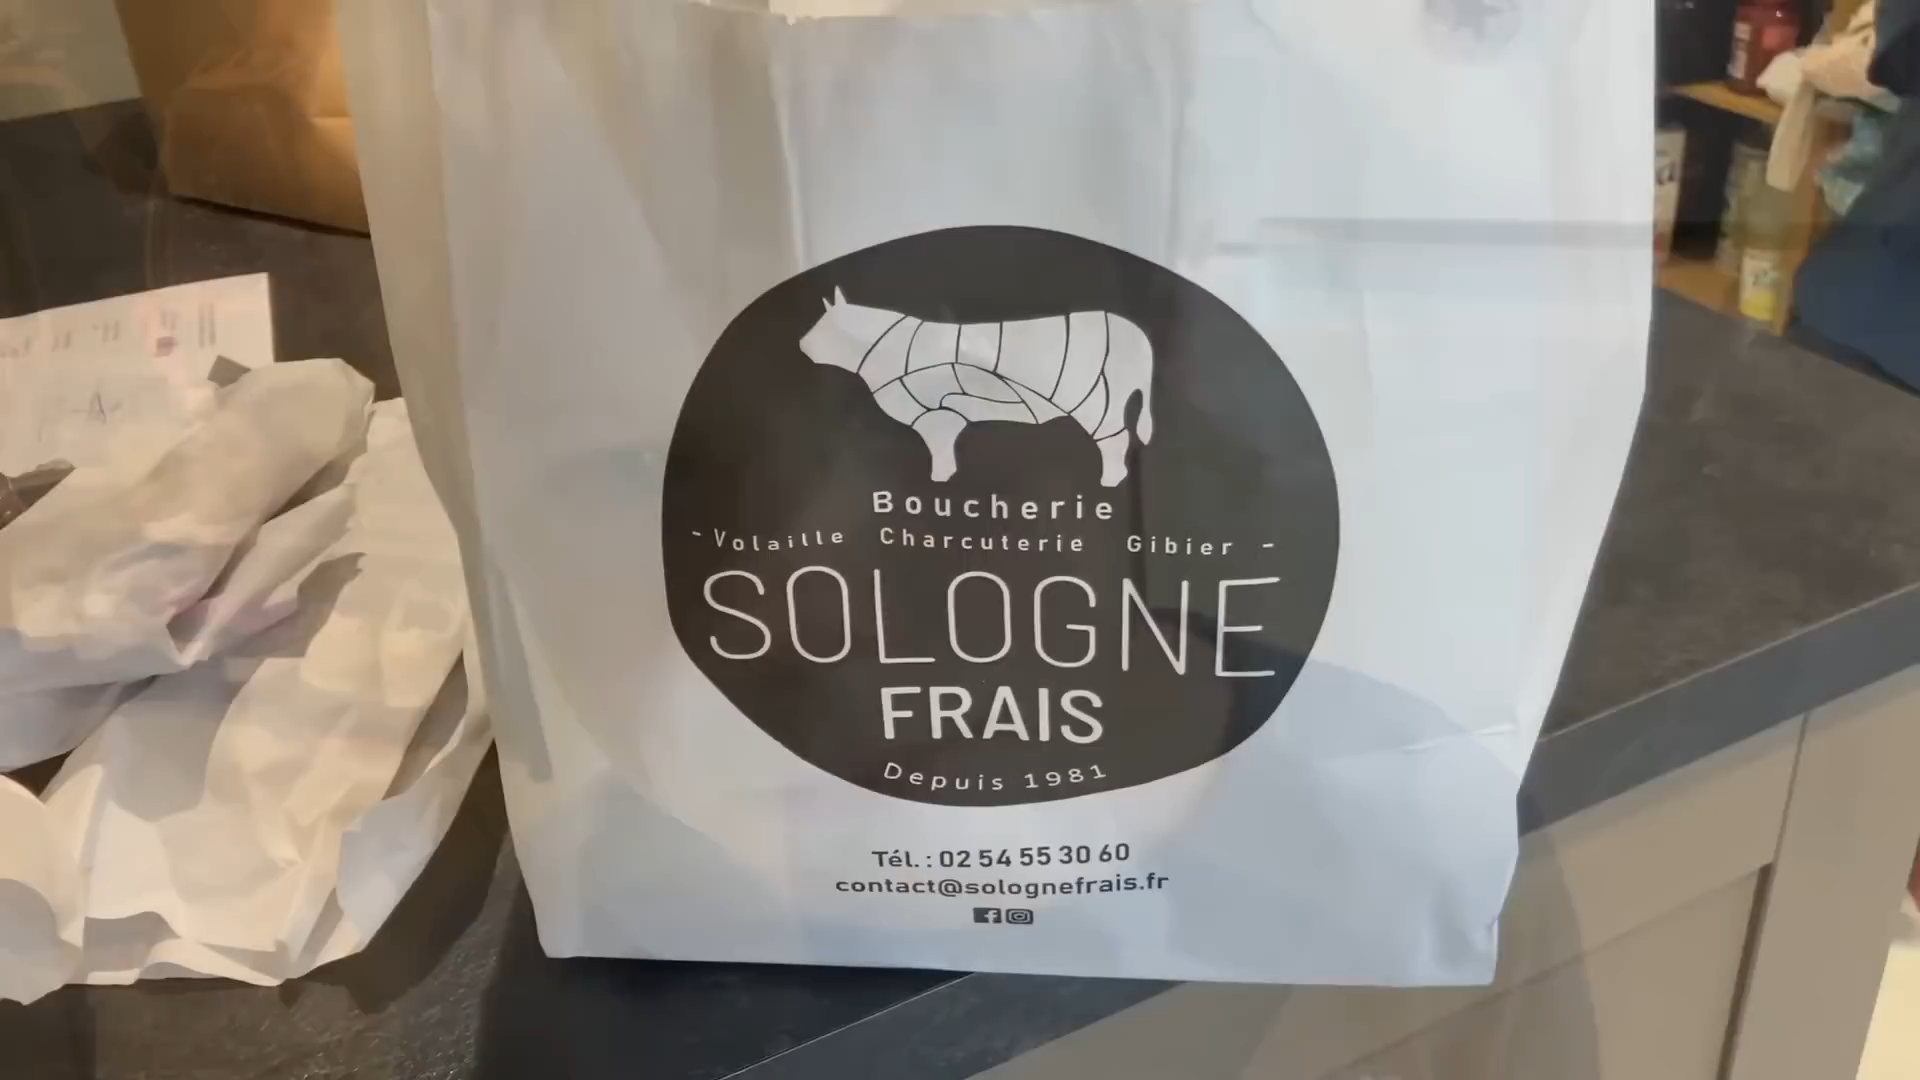 Boucherie
- Volaille Charcuterie Gibier -
SOLOGNE
FRAIS
Depuis 1981
Tél. : 02 54 55 30 60
contact@solognefrais.fr